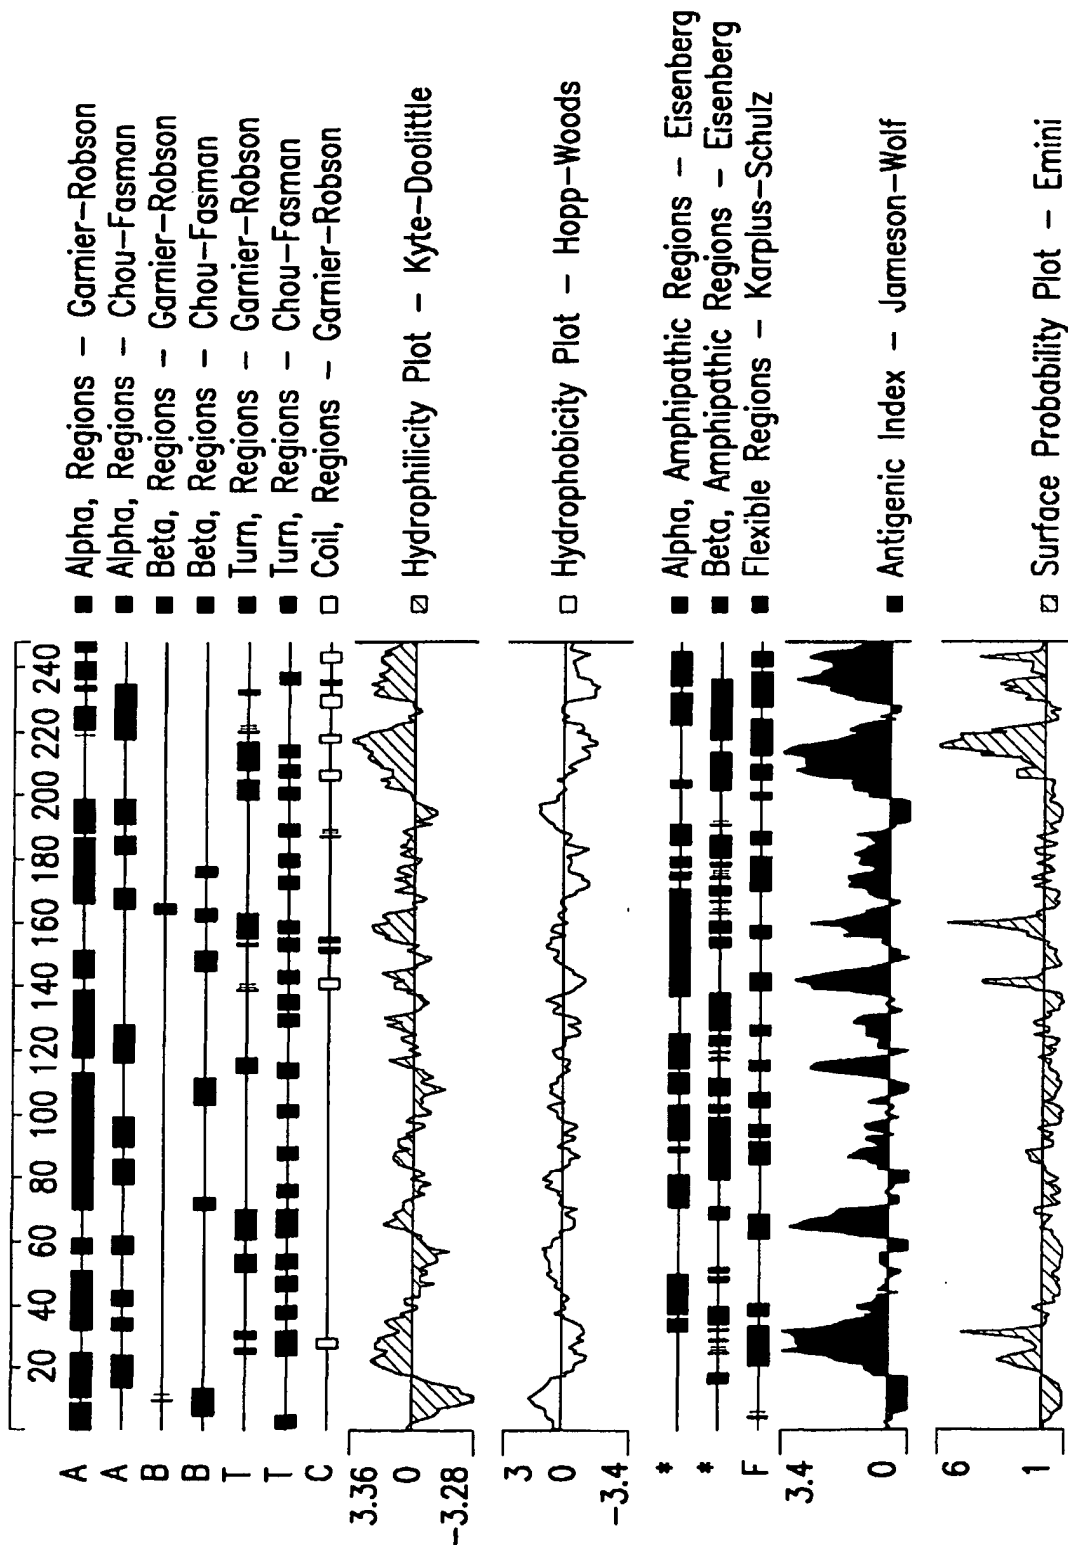 20 40 60 80 100 120 140 160 180 200 220 240
A ■ Alpha, Regions – Garnier–Robson
A ■ Alpha, Regions – Chou–Fasman
B ■ Beta, Regions – Garnier–Robson
B ■ Beta, Regions – Chou–Fasman
T ■ Turn, Regions – Garnier–Robson
T ■ Turn, Regions – Chou–Fasman
C □ Coil, Regions – Garnier–Robson
3.36
0 Hydrophilicity Plot – Kyte–Doolittle
–3.28
3
0 □ Hydrophobicity Plot – Hopp–Woods
–3.4
* ■ Alpha, Amphipathic Regions – Eisenberg
* ■ Beta, Amphipathic Regions – Eisenberg
F ■ Flexible Regions – Karplus–Schulz
3.4
0 ■ Antigenic Index – Jameson–Wolf
6
1 Surface Probability Plot – Emini